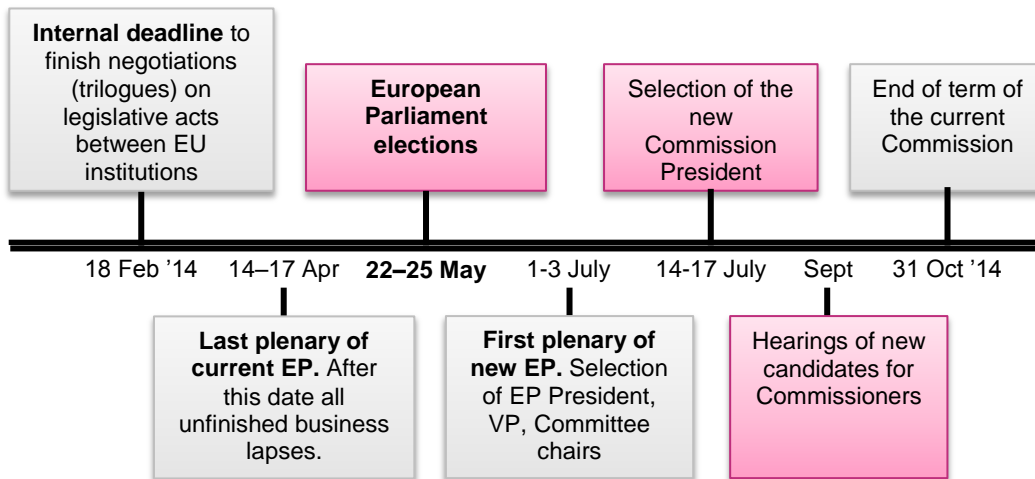 Internal deadline to
finish negotiations
(trilogues) on
legislative acts
between EU
institutions
European
Parliament
elections
Selection of the
new
Commission
President
End of term of
the current
Commission
18 Feb ’14
14–17 Apr
22–25 May
1-3 July
14-17 July
Sept
31 Oct ’14
Last plenary of
current EP. After
this date all
unfinished business
lapses.
First plenary of
new EP. Selection
of EP President,
VP, Committee
chairs
Hearings of new
candidates for
Commissioners